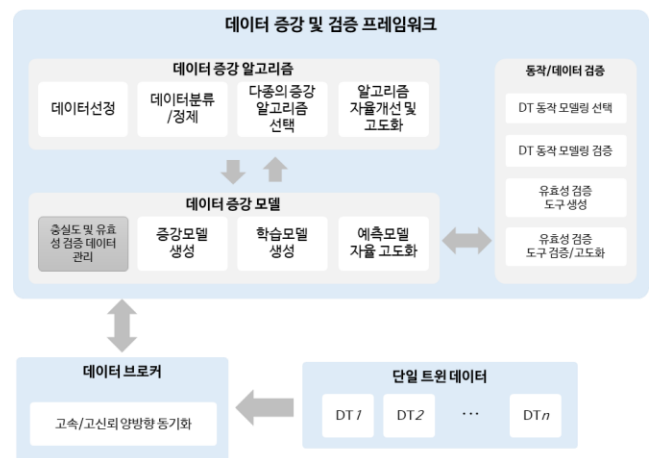 데이터 증강 및 검증 프레임워크
데이터 증강 알고리즘
데이터선정
데이터분류
/정제
다종의 증강
알고리즘
선택
알고리즘
자율개선 및
고도화
데이터 증강 모델
충실도 및 유효
성 검증 데이터
관리
증강모델
생성
학습모델
생성
예측모델
자율 고도화
동작/데이터 검증
DT 동작 모델링 선택
DT 동작 모델링 검증
유효성 검증
도구 생성
유효성 검증
도구 검증/고도화
데이터 브로커
고속/고신뢰 양방향 동기화
단일 트윈 데이터
DT1
DT2
...
DTn